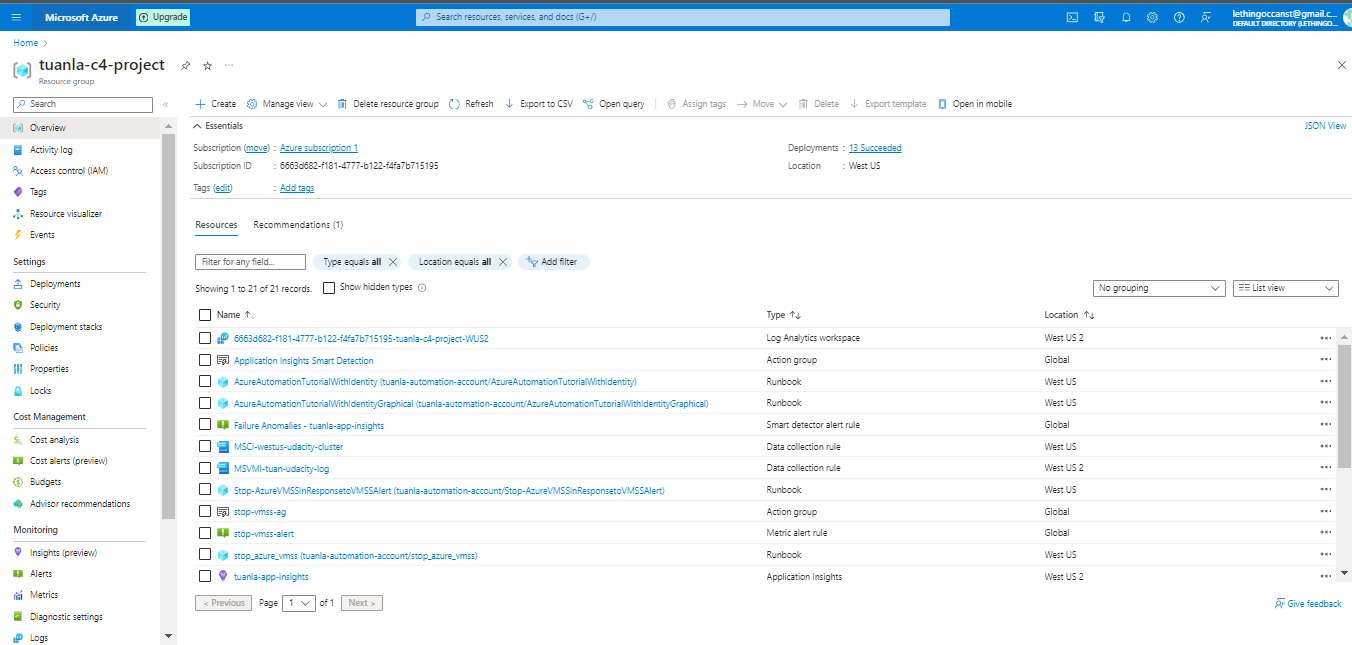 Microsoft Azure
Upgrade
Search resources, services, and docs (G+/)
lethingoccanst@gmail.c...
DEFAULT DIRECTORY (LETHINGO...
Home
tuanla-c4-project
Resource group
Search
Overview
Activity log
Access control (IAM)
Tags
Resource visualizer
Events
Settings
Deployments
Security
Deployment stacks
Policies
Properties
Locks
Cost Management
Cost analysis
Cost alerts (preview)
Budgets
Advisor recommendations
Monitoring
Insights (preview)
Alerts
Metrics
Diagnostic settings
Logs
Create Manage view Delete resource group Refresh Export to CSV Open query Assign tags Move Delete Export template Open in mobile
Essentials JSON View
Subscription (move) : Azure subscription 1 Deployments : 13 Succeeded
Subscription ID : 6663d682-f181-4777-b122-f4fa7b715195 Location : West US
Tags (edit) : Add tags
Resources Recommendations (1)
Filter for any field... Type equals all Location equals all Add filter
Showing 1 to 21 of 21 records. Show hidden types No grouping List view
Name Type Location
6663d682-f181-4777-b122-f4fa7b715195-tuanla-c4-project-WUS2 Log Analytics workspace West US 2
Application Insights Smart Detection Action group Global
AzureAutomationTutorialWithIdentity (tuanla-automation-account/AzureAutomationTutorialWithIdentity) Runbook West US
AzureAutomationTutorialWithIdentityGraphical (tuanla-automation-account/AzureAutomationTutorialWithIdentityGraphical) Runbook West US
Failure Anomalies - tuanla-app-insights Smart detector alert rule Global
MSCI-westus-udacity-cluster Data collection rule West US
MSVMI-tuan-udacity-log Data collection rule West US 2
Stop-AzureVMSSInResponsetoVMSSAlert (tuanla-automation-account/Stop-AzureVMSSInResponsetoVMSSAlert) Runbook West US
stop-vmss-ag Action group Global
stop-vmss-alert Metric alert rule Global
stop_azure_vmss (tuanla-automation-account/stop_azure_vmss) Runbook West US
tuanla-app-insights Application Insights West US 2
< Previous Page 1 of 1 Next >
Give feedback